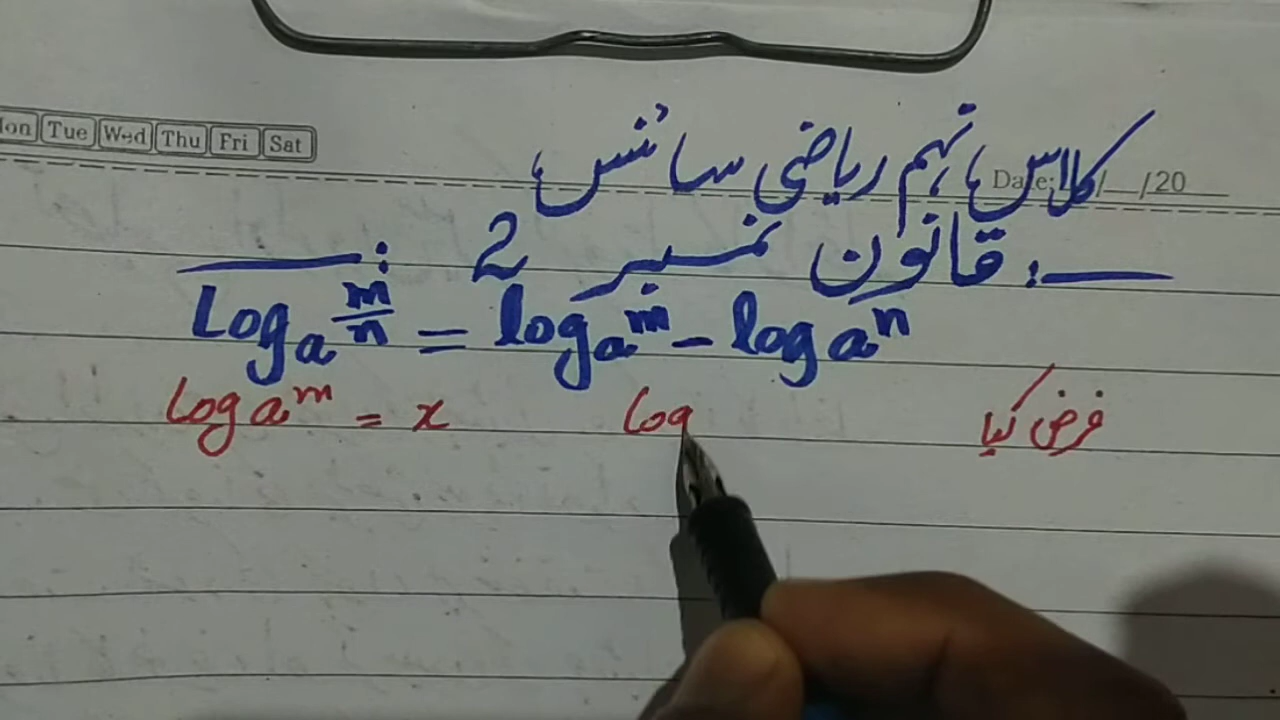 Mon Tue Wed Thu Fri Sat
کلاس نہم ریاضی سائنس،
Date: / /20
:قانون نمبر 2:
Log_a m/n = log_a m - log_a n
log_a m = x log فرض کیا